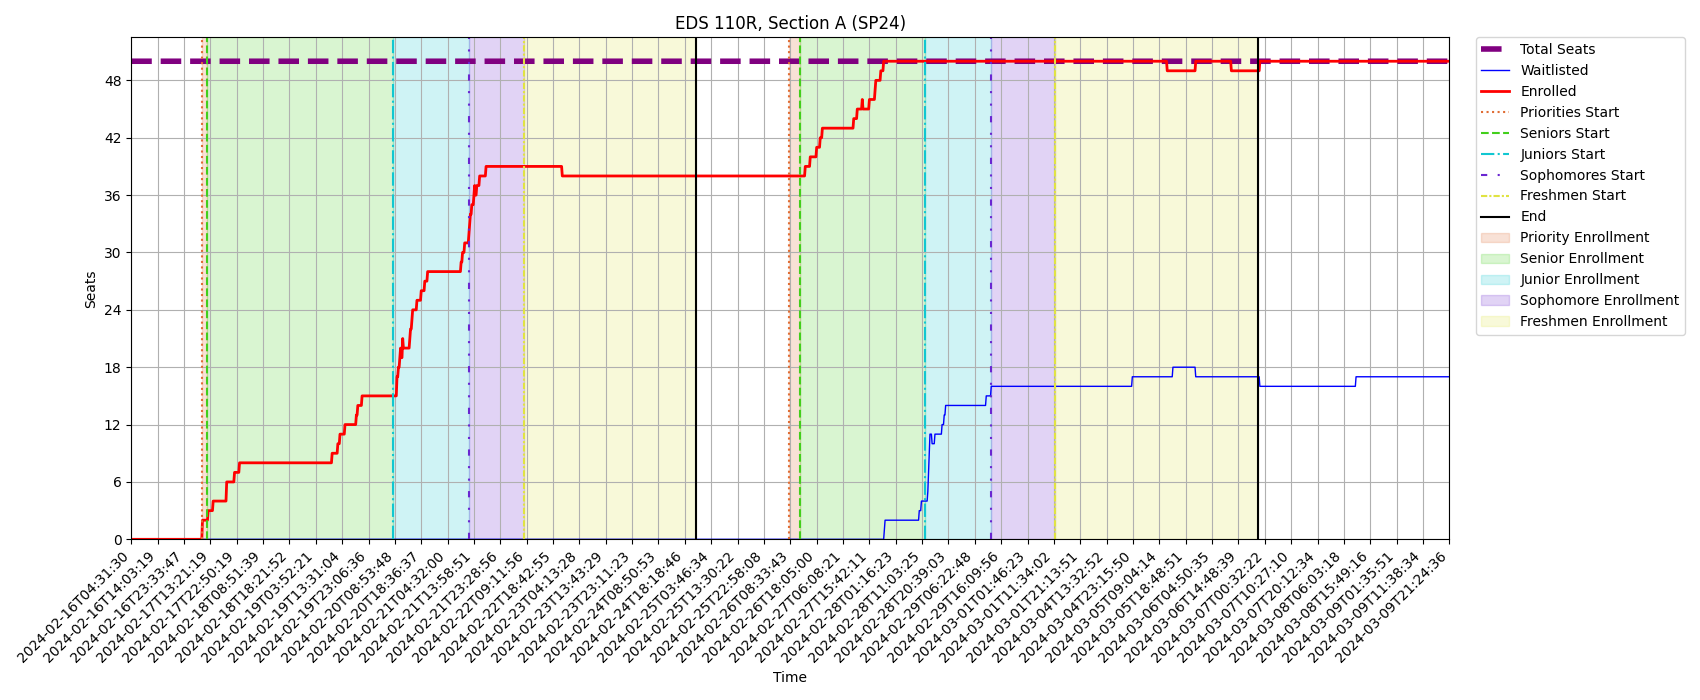 EDS 110R, Section A (SP24)
Seats
48
42
36
30
24
18
12
6
0
2024-02-16T04:31:30
2024-02-16T14:03:19
2024-02-16T23:33:47
2024-02-17T13:21:19
2024-02-17T22:50:19
2024-02-18T08:51:39
2024-02-18T18:21:52
2024-02-19T03:52:21
2024-02-19T13:31:04
2024-02-19T23:06:36
2024-02-20T08:53:48
2024-02-20T18:36:37
2024-02-21T04:32:00
2024-02-21T13:58:51
2024-02-21T23:28:56
2024-02-22T09:11:56
2024-02-22T18:42:55
2024-02-23T04:13:28
2024-02-23T13:43:29
2024-02-23T23:11:23
2024-02-24T08:50:53
2024-02-24T18:18:46
2024-02-25T03:46:34
2024-02-25T13:30:22
2024-02-25T22:58:08
2024-02-26T08:33:43
2024-02-26T18:05:00
2024-02-27T06:08:21
2024-02-27T15:42:11
2024-02-28T01:16:23
2024-02-28T11:03:25
2024-02-28T20:39:03
2024-02-29T06:22:48
2024-02-29T16:09:56
2024-03-01T01:46:23
2024-03-01T11:34:02
2024-03-01T21:13:51
2024-03-04T18:32:52
2024-03-04T23:15:50
2024-03-05T09:04:14
2024-03-05T18:48:51
2024-03-06T04:50:35
2024-03-06T14:48:39
2024-03-07T00:32:22
2024-03-07T10:27:10
2024-03-07T20:12:34
2024-03-08T06:03:18
2024-03-08T15:49:16
2024-03-09T01:35:51
2024-03-09T11:38:34
2024-03-09T21:24:36
Time
Total Seats
Waitlisted
Enrolled
Priorities Start
Seniors Start
Juniors Start
Sophomores Start
Freshmen Start
End
Priority Enrollment
Senior Enrollment
Junior Enrollment
Sophomore Enrollment
Freshmen Enrollment